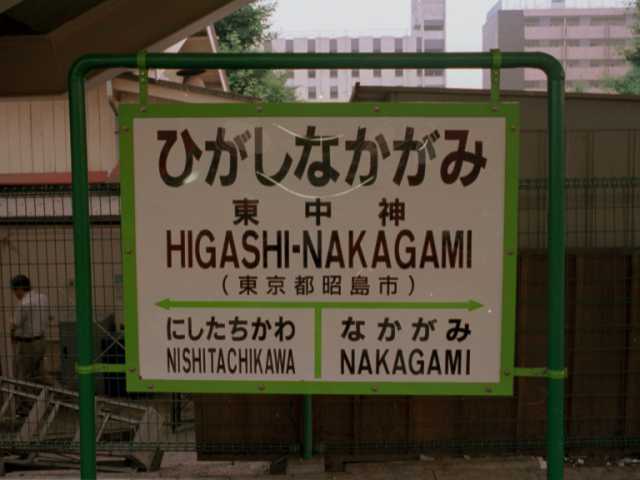 ひがしなかがみ
東中神
HIGASHI-NAKAGAMI
(東京都昭島市)
にしたちかわ
NISHITACHIKAWA
なかがみ
NAKAGAMI